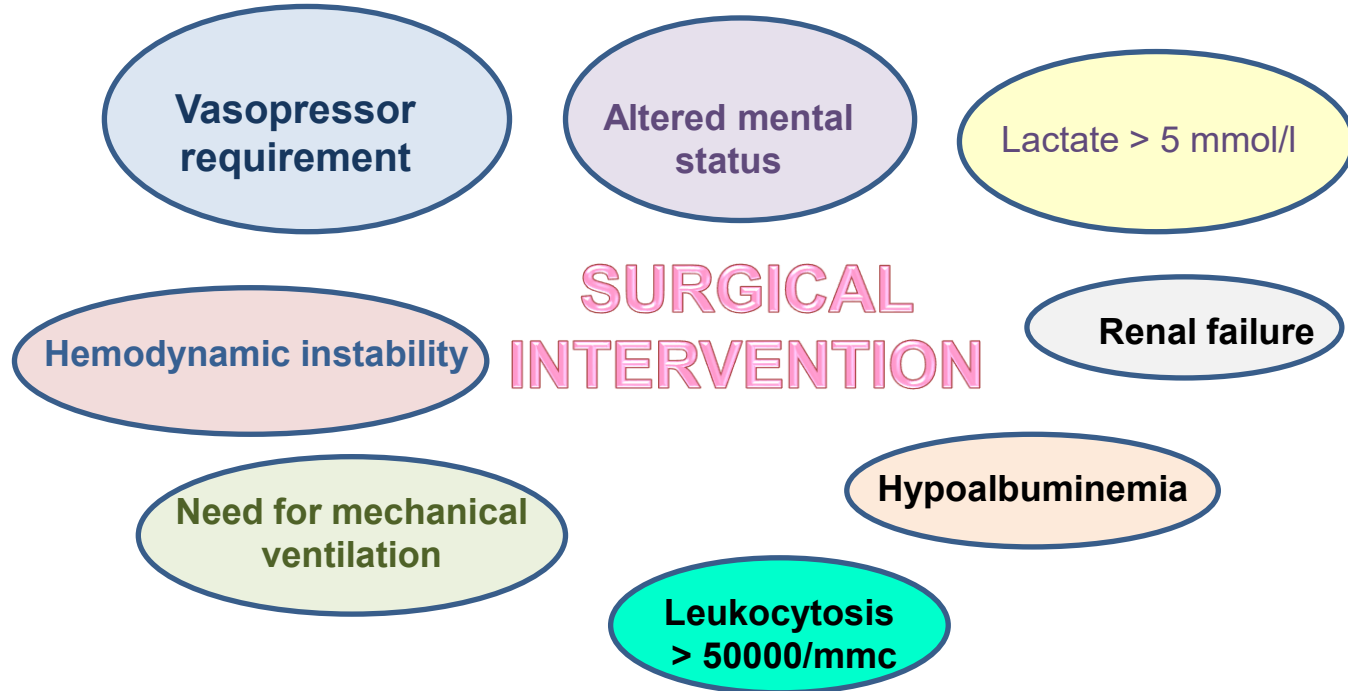 Vasopressor
requirement
Altered mental
status
Lactate > 5 mmol/l
SURGICAL
INTERVENTION
Hemodynamic instability
Renal failure
Need for mechanical
ventilation
Hypoalbuminemia
Leukocytosis
> 50000/mmc